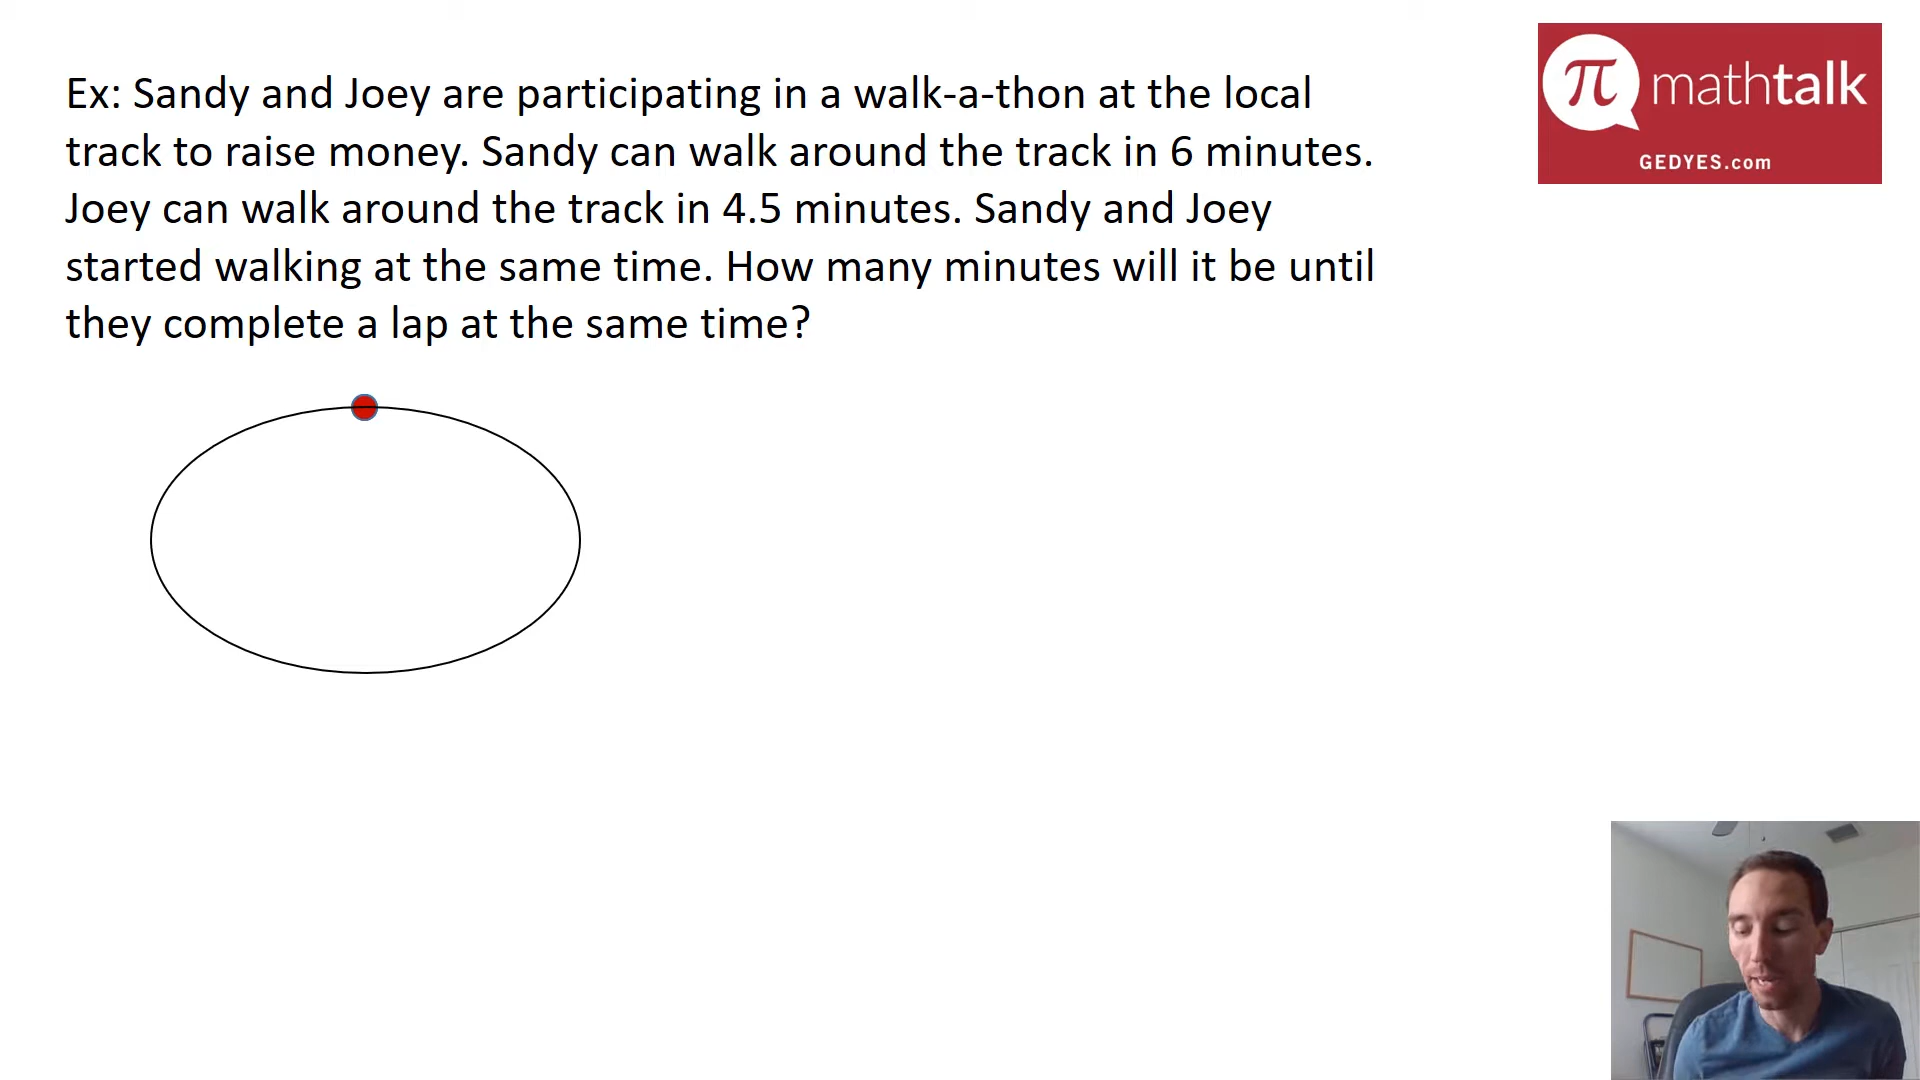 Ex: Sandy and Joey are participating in a walk-a-thon at the local
track to raise money. Sandy can walk around the track in 6 minutes.
Joey can walk around the track in 4.5 minutes. Sandy and Joey
started walking at the same time. How many minutes will it be until
they complete a lap at the same time?
π mathtalk
GEDYES.com